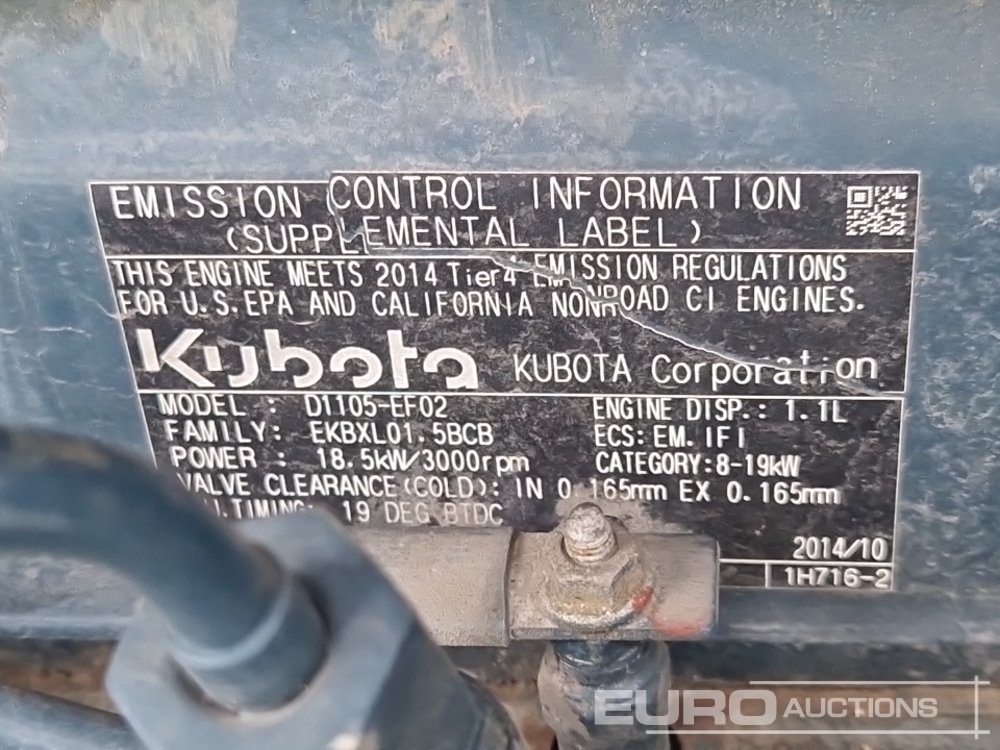 EMISSION CONTROL INFORMATION
(SUPPLEMENTAL LABEL)
THIS ENGINE MEETS 2014 Tier4 EMISSION REGULATIONS
FOR U.S.EPA AND CALIFORNIA NONROAD CI ENGINES.
Kubota KUBOTA Corporation
MODEL : D1105-EF02 ENGINE DISP.: 1.1L
FAMILY: EKBXL01.5BCB ECS: EM.IFI
POWER : 18.5kW/3000rpm CATEGORY:8-19kW
VALVE CLEARANCE(COLD): IN 0.165mm EX 0.165mm
TIMING: 19 DEG BTDC
2014/10
1H716-2
EURO AUCTIONS